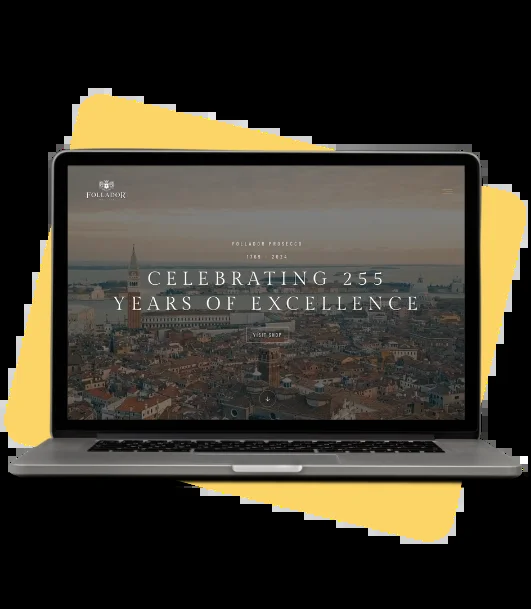 FOLLADOR
FOLLADOR PROSECCO
1769 - 2024
CELEBRATING 255
YEARS OF EXCELLENCE
VISIT SHOP